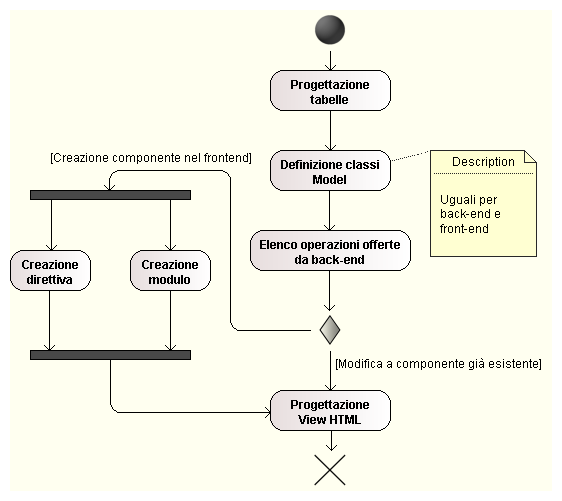 Progettazione
tabelle
[Creazione componente nel frontend]
Definizione classi
Model
Description
Uguali per
back-end e
front-end
Elenco operazioni offerte
da back-end
Creazione
direttiva
Creazione
modulo
[Modifica a componente già esistente]
Progettazione
View HTML